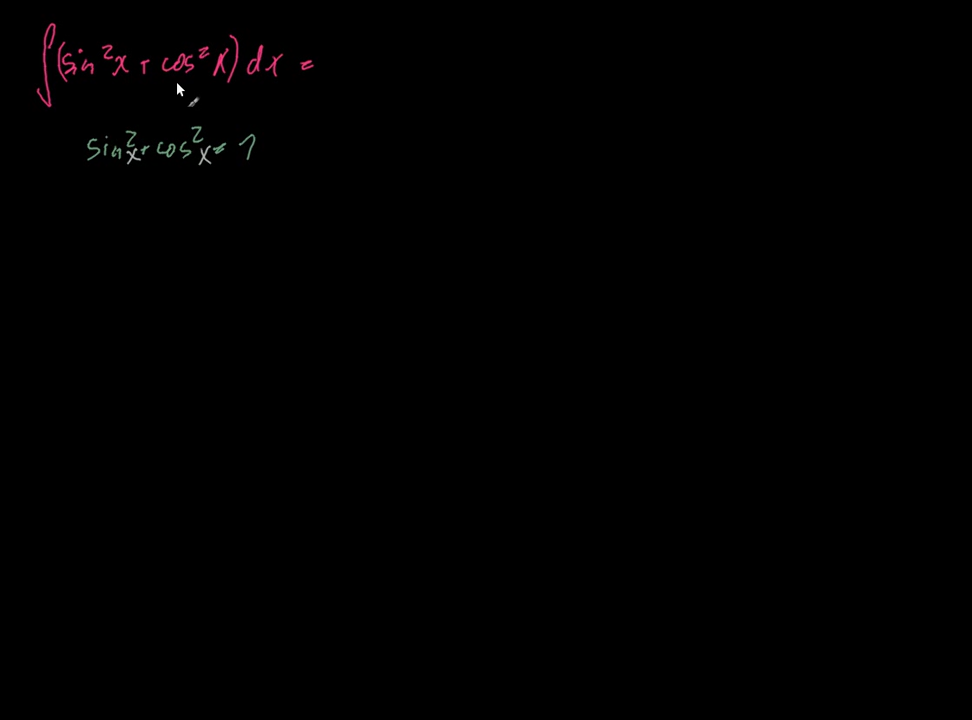 ∫(sin²x + cos²x) dx =
sin²x + cos²x = 1